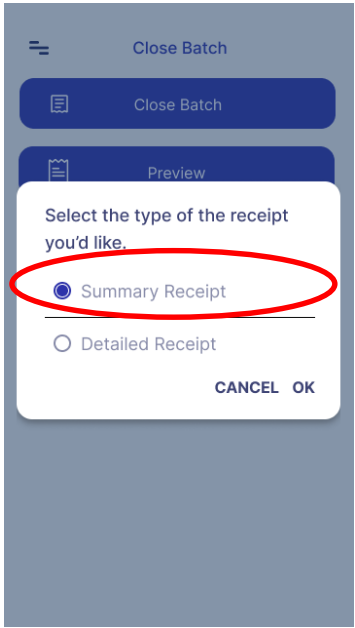 Close Batch
Close Batch
Preview
Select the type of the receipt
you'd like.
Summary Receipt
Detailed Receipt
CANCEL OK